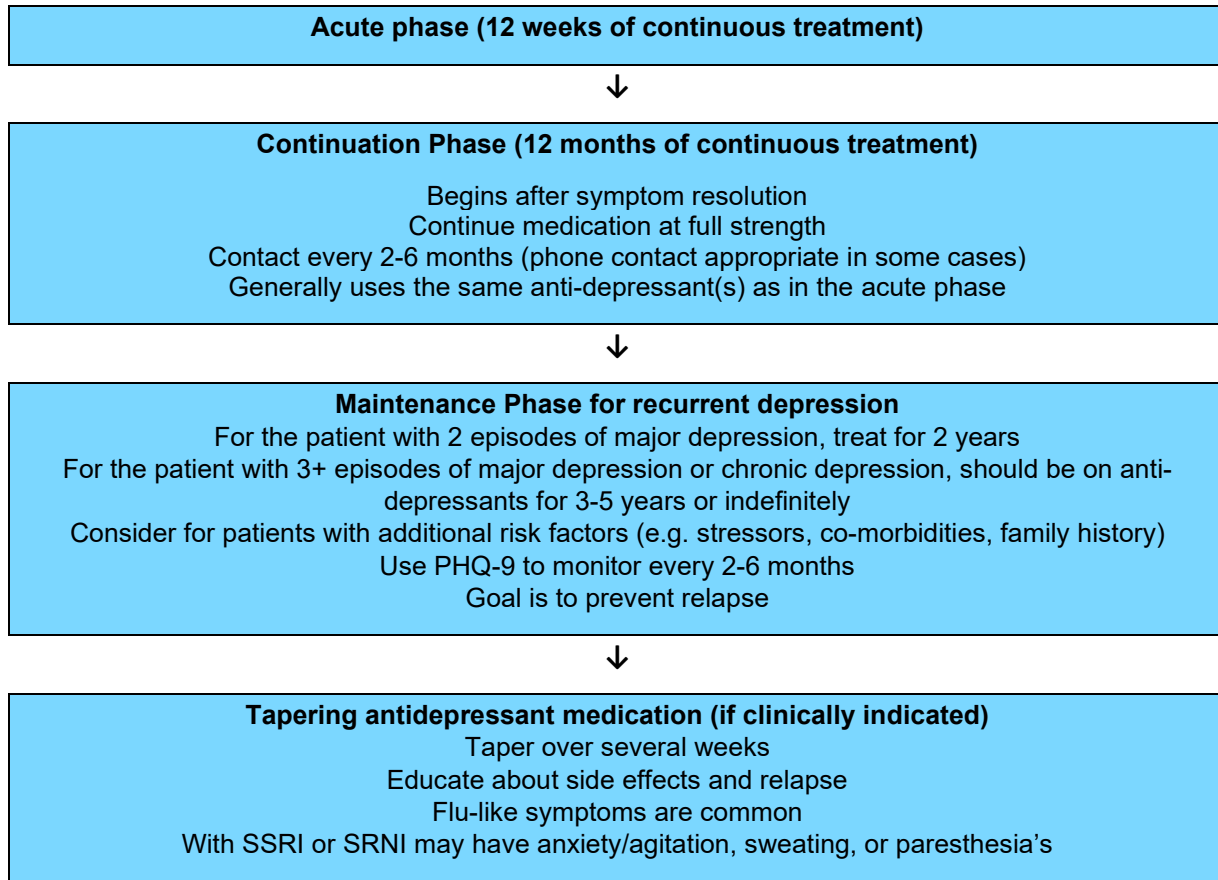 Acute phase (12 weeks of continuous treatment)
↓
Continuation Phase (12 months of continuous treatment)
Begins after symptom resolution
Continue medication at full strength
Contact every 2-6 months (phone contact appropriate in some cases)
Generally uses the same anti-depressant(s) as in the acute phase
↓
Maintenance Phase for recurrent depression
For the patient with 2 episodes of major depression, treat for 2 years
For the patient with 3+ episodes of major depression or chronic depression, should be on anti-
depressants for 3-5 years or indefinitely
Consider for patients with additional risk factors (e.g. stressors, co-morbidities, family history)
Use PHQ-9 to monitor every 2-6 months
Goal is to prevent relapse
↓
Tapering antidepressant medication (if clinically indicated)
Taper over several weeks
Educate about side effects and relapse
Flu-like symptoms are common
With SSRI or SRNI may have anxiety/agitation, sweating, or paresthesia's